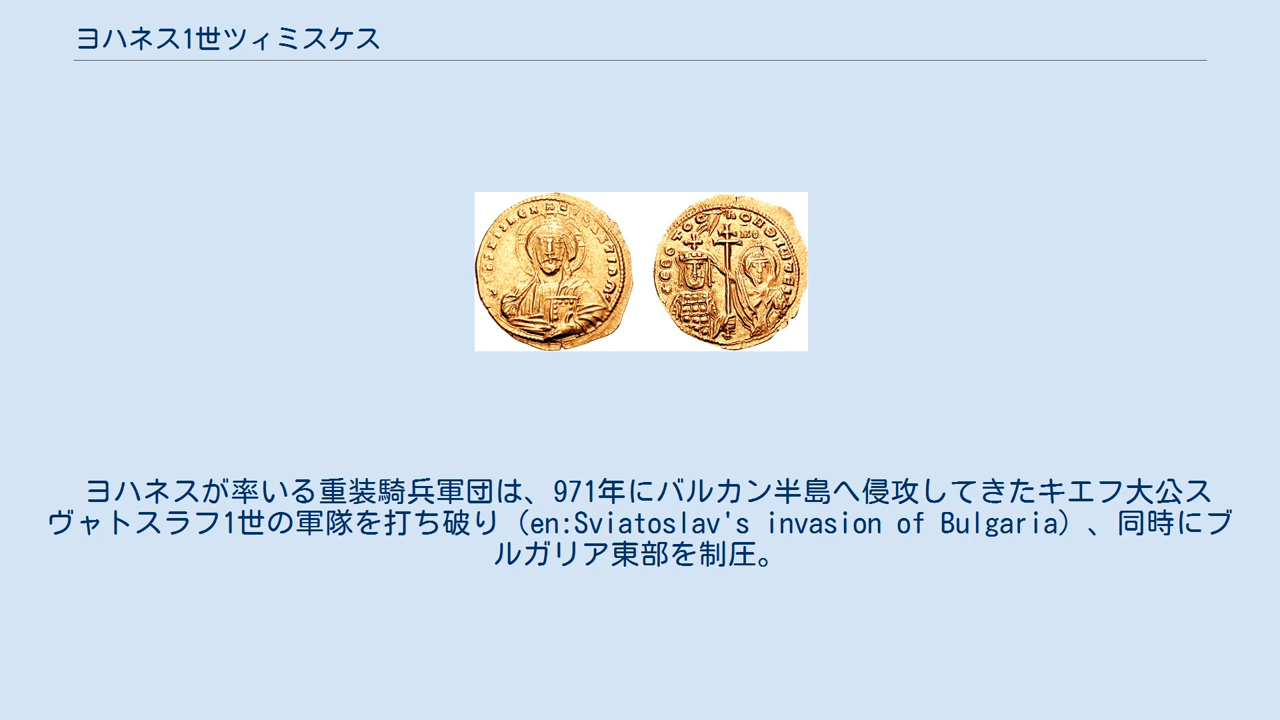 ヨハネス1世ツィミスケス
ヨハネスが率いる重装騎兵軍団は、971年にバルカン半島へ侵攻してきたキエフ大公ス
ヴャトスラフ1世の軍隊を打ち破り（en:Sviatoslav's invasion of Bulgaria）、同時にブ
ルガリア東部を制圧。